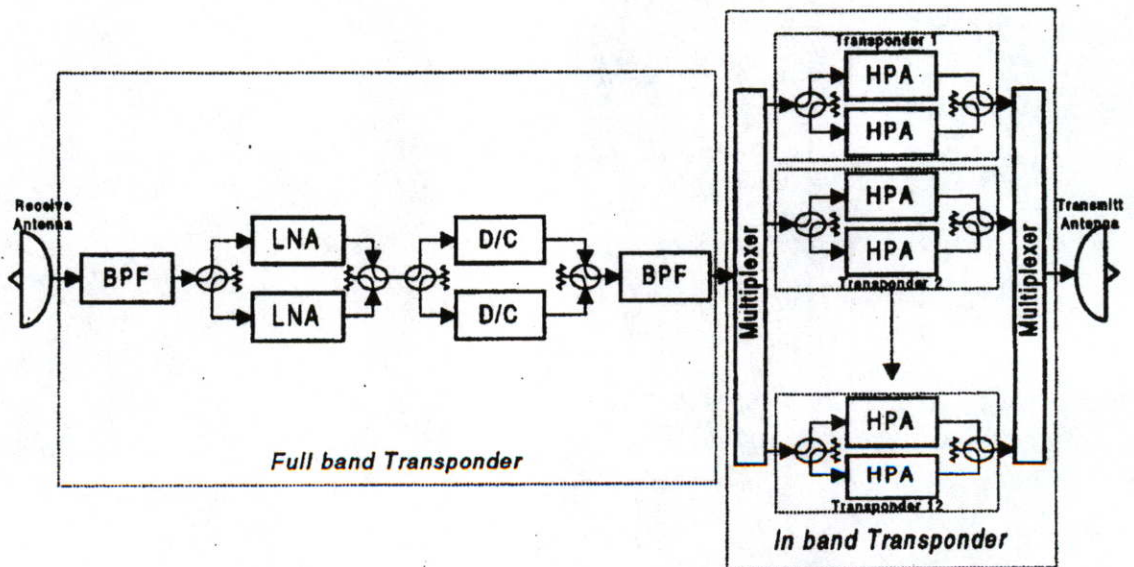 Receive
Antenna
BPF
LNA
LNA
D/C
D/C
BPF
Full band Transponder
Multiplexer
Transponder 1
HPA
HPA
HPA
HPA
Transponder 2
HPA
HPA
Transponder 12
In band Transponder
Multiplexer
Transmitt
Antenna